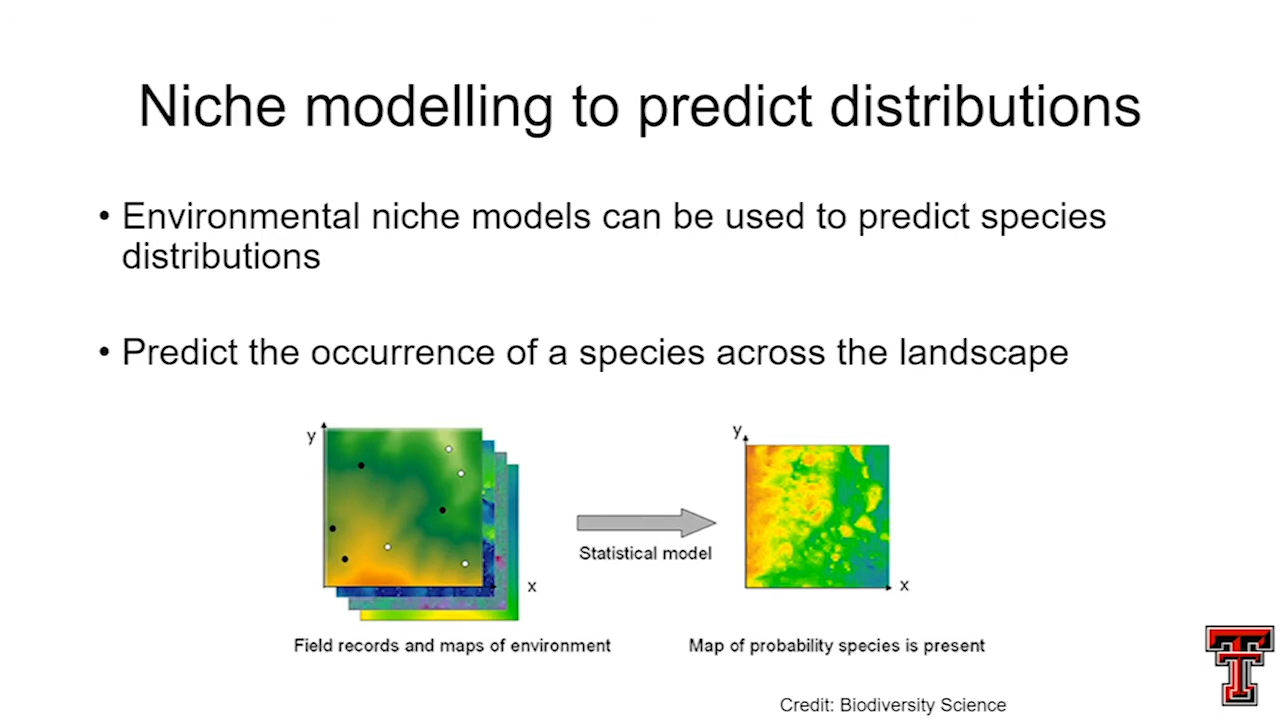 Niche modelling to predict distributions
• Environmental niche models can be used to predict species
distributions
• Predict the occurrence of a species across the landscape
y
x
Statistical model
y
x
Field records and maps of environment
Map of probability species is present
Credit: Biodiversity Science